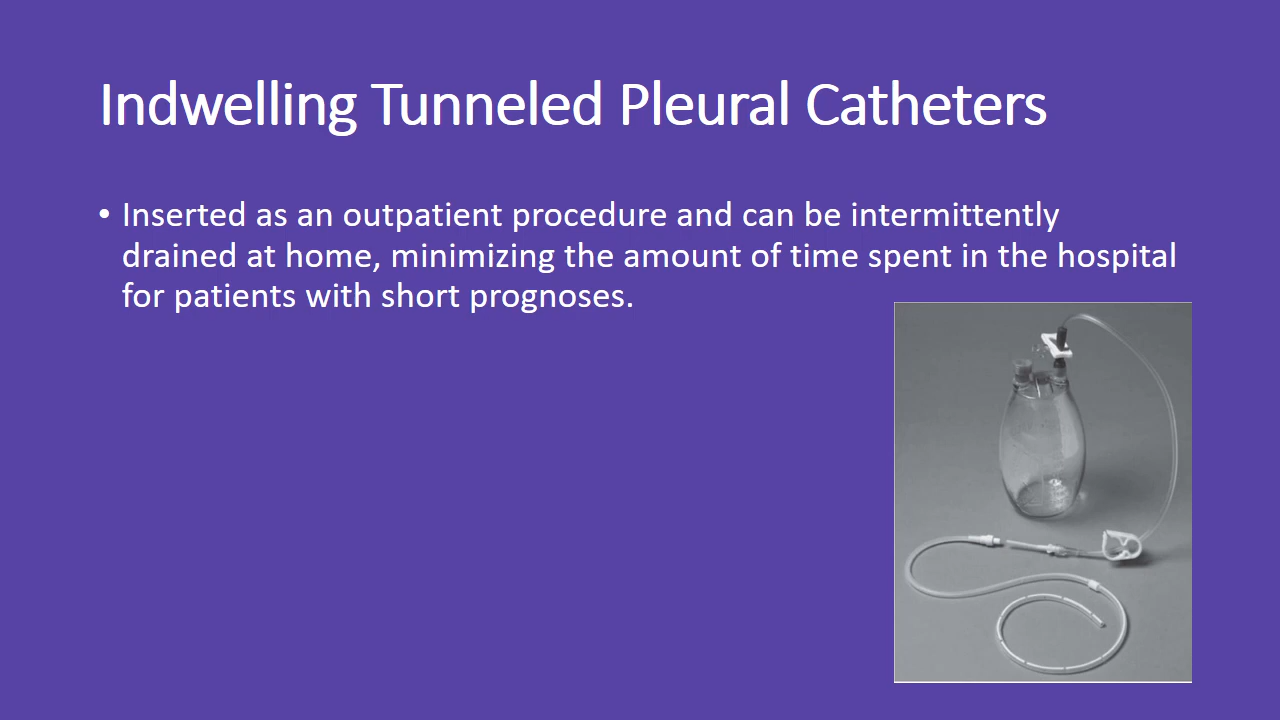 Indwelling Tunneled Pleural Catheters
• Inserted as an outpatient procedure and can be intermittently
drained at home, minimizing the amount of time spent in the hospital
for patients with short prognoses.